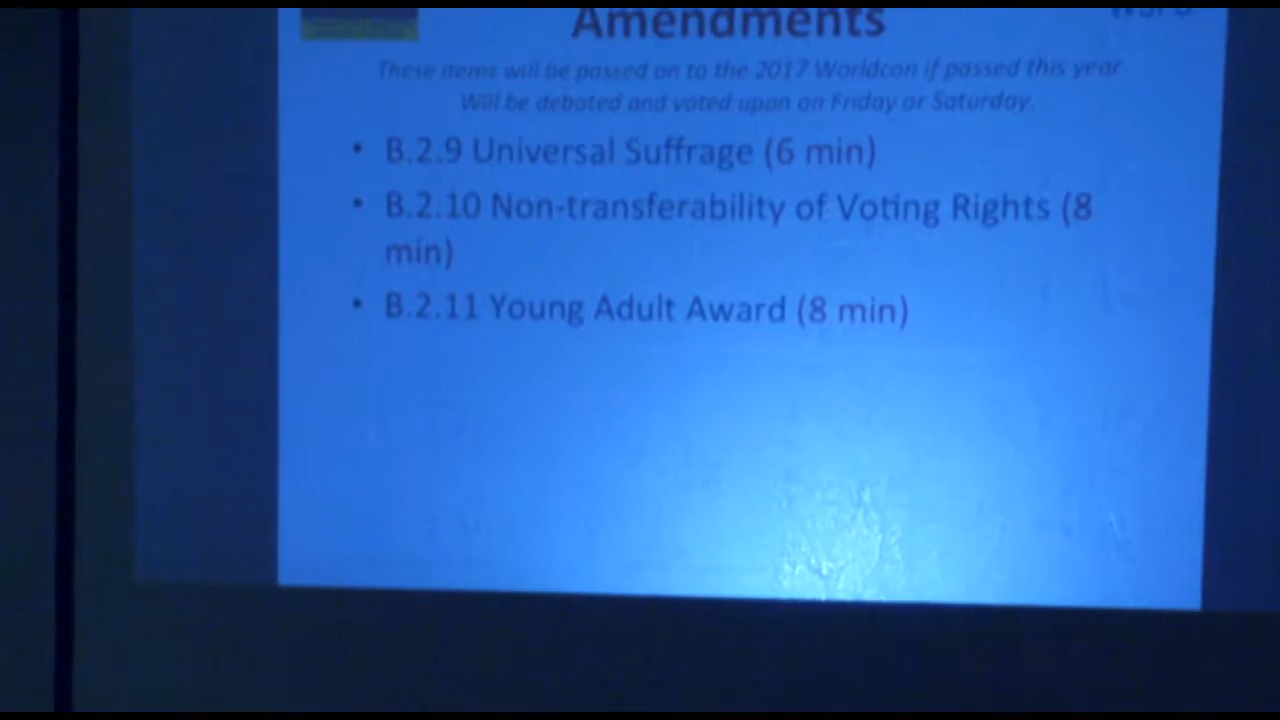 Amendments
These items will be passed on to the 2017 Worldcon if passed this year.
Will be debated and voted upon on Friday or Saturday.
• B.2.9 Universal Suffrage (6 min)
• B.2.10 Non-transferability of Voting Rights (8
min)
• B.2.11 Young Adult Award (8 min)